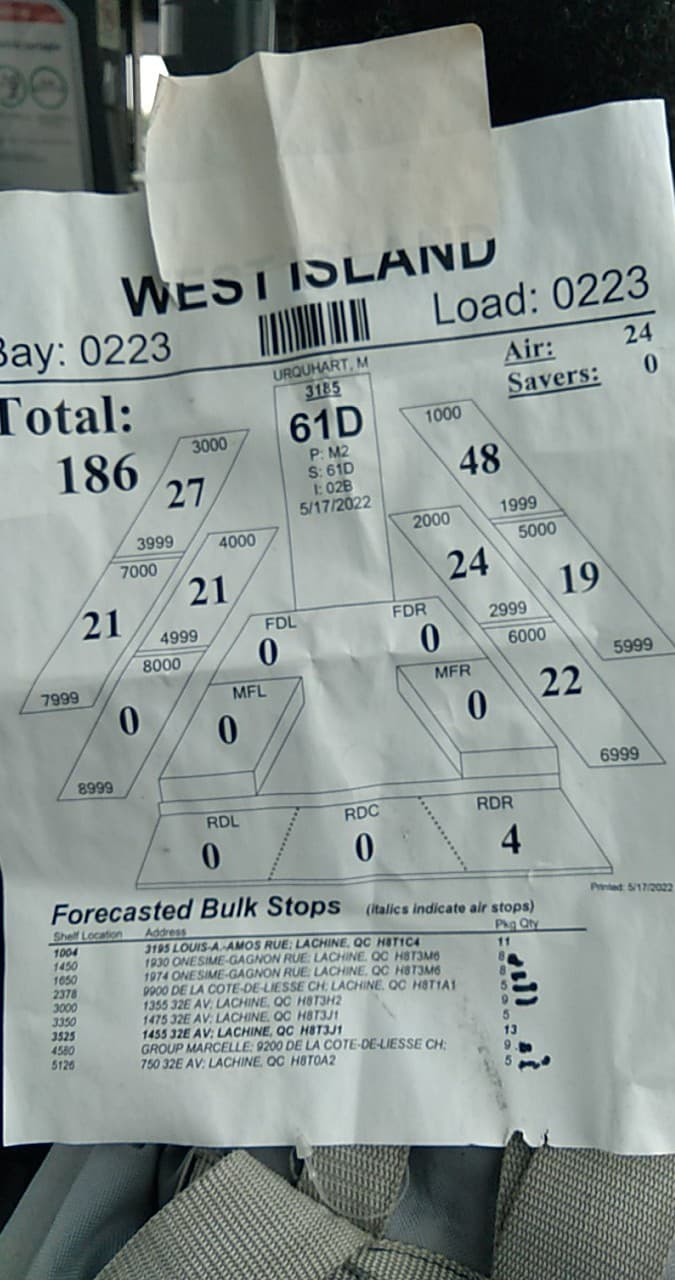 WEST ISLAND
Bay: 0223
Load: 0223
URQUHART, M
3185
61D
P: M2
S: 61D
I: 02B
5/17/2022
Air: 24
Savers: 0
Total:
186
3000
27
3999
7000
21
7999
4000
21
4999
8000
0
8999
1000
48
1999
5000
19
5999
2000
24
2999
6000
22
6999
FDL
0
FDR
0
MFL
0
MFR
0
RDL
0
RDC
0
RDR
4
Printed: 5/17/2022
Forecasted Bulk Stops (italics indicate air stops)
Shelf Location Address Pkg Qty
1004 3195 LOUIS-A.-AMOS RUE; LACHINE, QC H8T1C4 11
1450 1930 ONESIME-GAGNON RUE; LACHINE, QC H8T3M6 8
1650 1974 ONESIME-GAGNON RUE; LACHINE, QC H8T3M6 8
2378 9900 DE LA COTE-DE-LIESSE CH; LACHINE, QC H8T1A1 5
3000 1355 32E AV; LACHINE, QC H8T3H2 9
3350 1475 32E AV; LACHINE, QC H8T3J1 5
3525 1455 32E AV; LACHINE, QC H8T3J1 13
4580 GROUP MARCELLE; 9200 DE LA COTE-DE-LIESSE CH; 9
5126 750 32E AV; LACHINE, QC H8T0A2 5